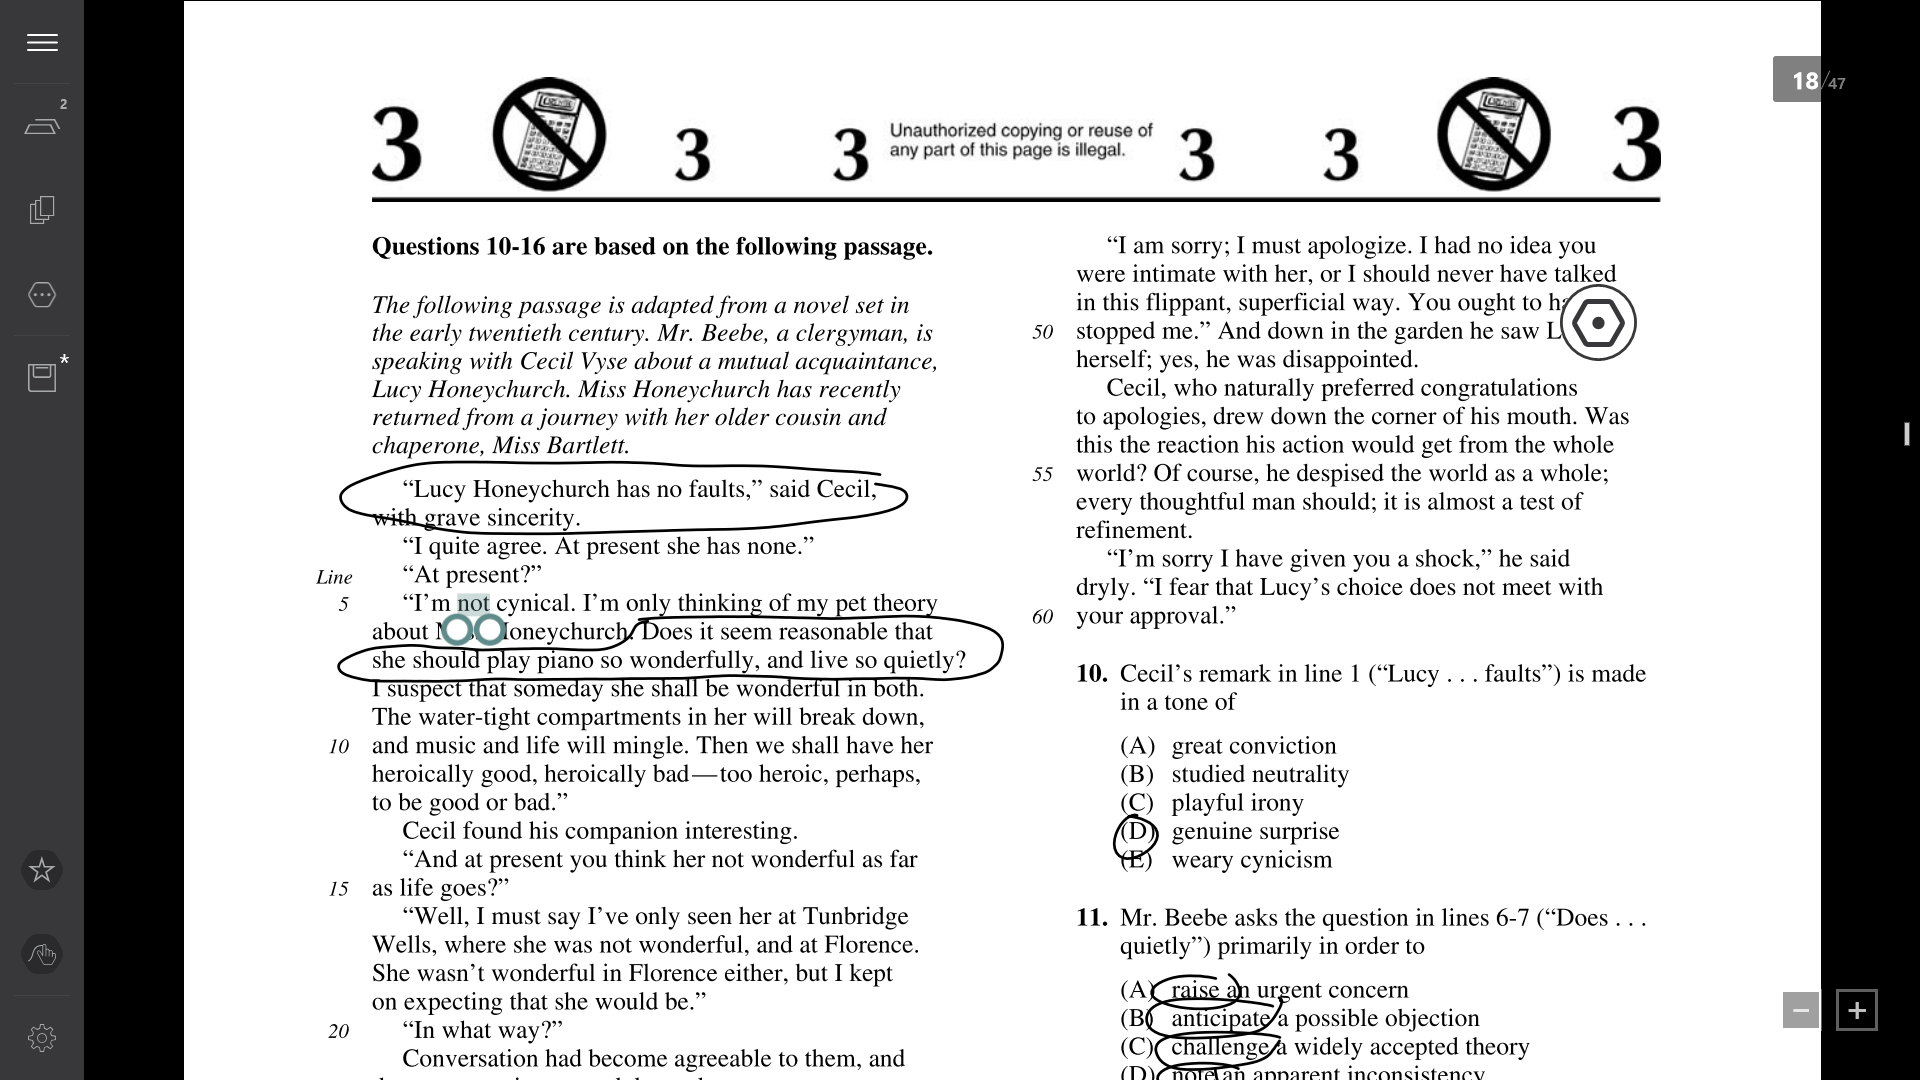 2
18/47
3 3 3 Unauthorized copying or reuse of 3 3 3
any part of this page is illegal.
Questions 10-16 are based on the following passage.
The following passage is adapted from a novel set in
the early twentieth century. Mr. Beebe, a clergyman, is
speaking with Cecil Vyse about a mutual acquaintance,
Lucy Honeychurch. Miss Honeychurch has recently
returned from a journey with her older cousin and
chaperone, Miss Bartlett.
“Lucy Honeychurch has no faults,” said Cecil,
with grave sincerity.
“I quite agree. At present she has none.”
Line “At present?”
5 “I’m not cynical. I’m only thinking of my pet theory
about Honeychurch. Does it seem reasonable that
she should play piano so wonderfully, and live so quietly?
I suspect that someday she shall be wonderful in both.
The water-tight compartments in her will break down,
10 and music and life will mingle. Then we shall have her
heroically good, heroically bad—too heroic, perhaps,
to be good or bad.”
Cecil found his companion interesting.
“And at present you think her not wonderful as far
15 as life goes?”
“Well, I must say I’ve only seen her at Tunbridge
Wells, where she was not wonderful, and at Florence.
She wasn’t wonderful in Florence either, but I kept
on expecting that she would be.”
20 “In what way?”
Conversation had become agreeable to them, and
“I am sorry; I must apologize. I had no idea you
were intimate with her, or I should never have talked
in this flippant, superficial way. You ought to
50 stopped me.” And down in the garden he saw
herself; yes, he was disappointed.
Cecil, who naturally preferred congratulations
to apologies, drew down the corner of his mouth. Was
this the reaction his action would get from the whole
55 world? Of course, he despised the world as a whole;
every thoughtful man should; it is almost a test of
refinement.
“I’m sorry I have given you a shock,” he said
dryly. “I fear that Lucy’s choice does not meet with
60 your approval.”
10. Cecil’s remark in line 1 (“Lucy . . . faults”) is made
in a tone of
(A) great conviction
(B) studied neutrality
(C) playful irony
(D) genuine surprise
(E) weary cynicism
11. Mr. Beebe asks the question in lines 6-7 (“Does . . .
quietly”) primarily in order to
(A) raise an urgent concern
(B) anticipate a possible objection
(C) challenge a widely accepted theory
(D) note an apparent inconsistency